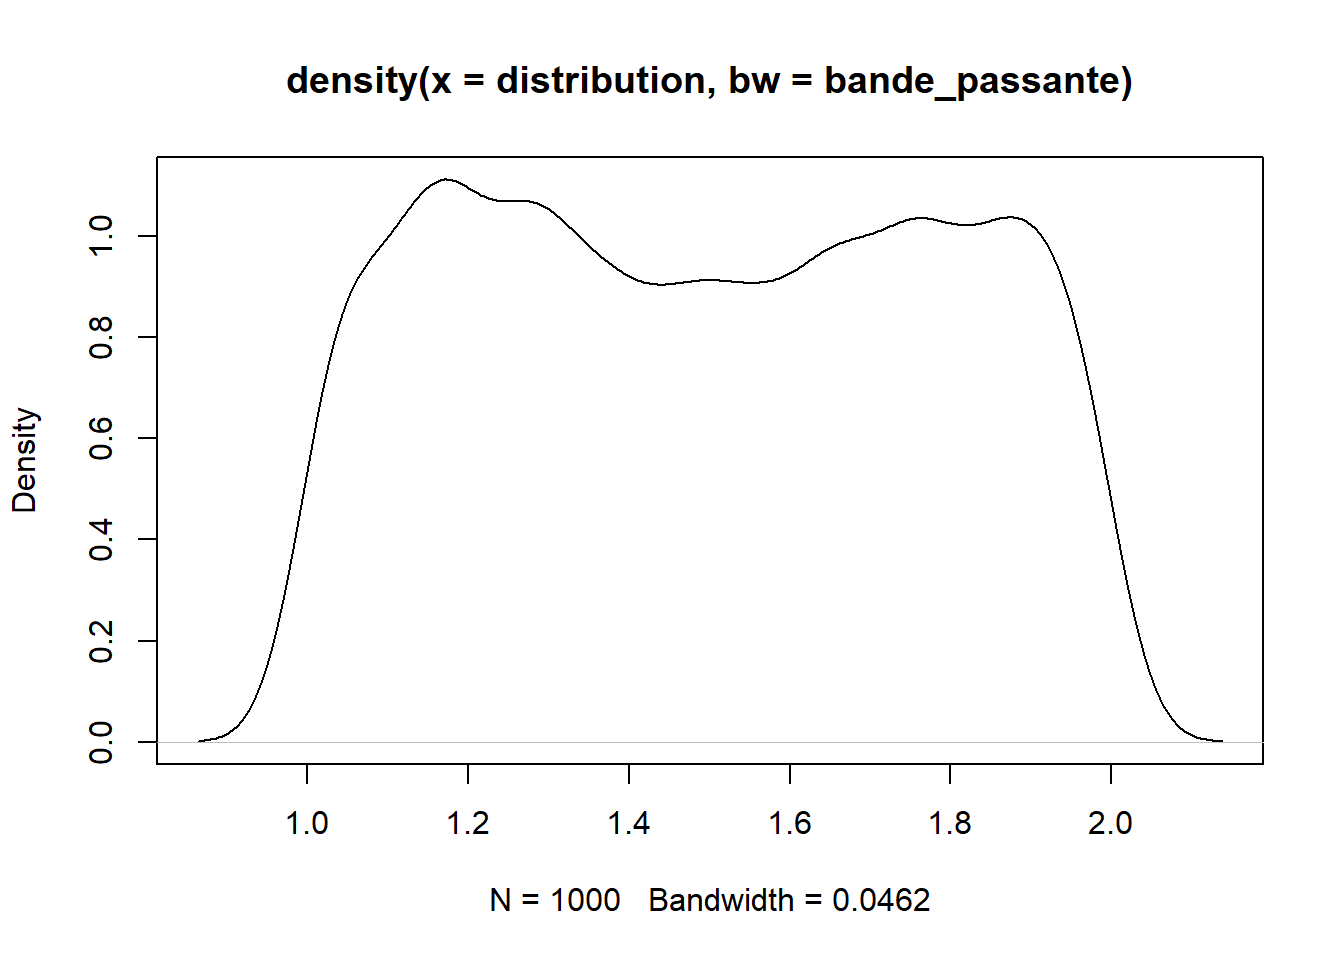 density(x = distribution, bw = bande_passante)
Density
1.0
0.8
0.6
0.4
0.2
0.0
1.0 1.2 1.4 1.6 1.8 2.0
N = 1000 Bandwidth = 0.0462